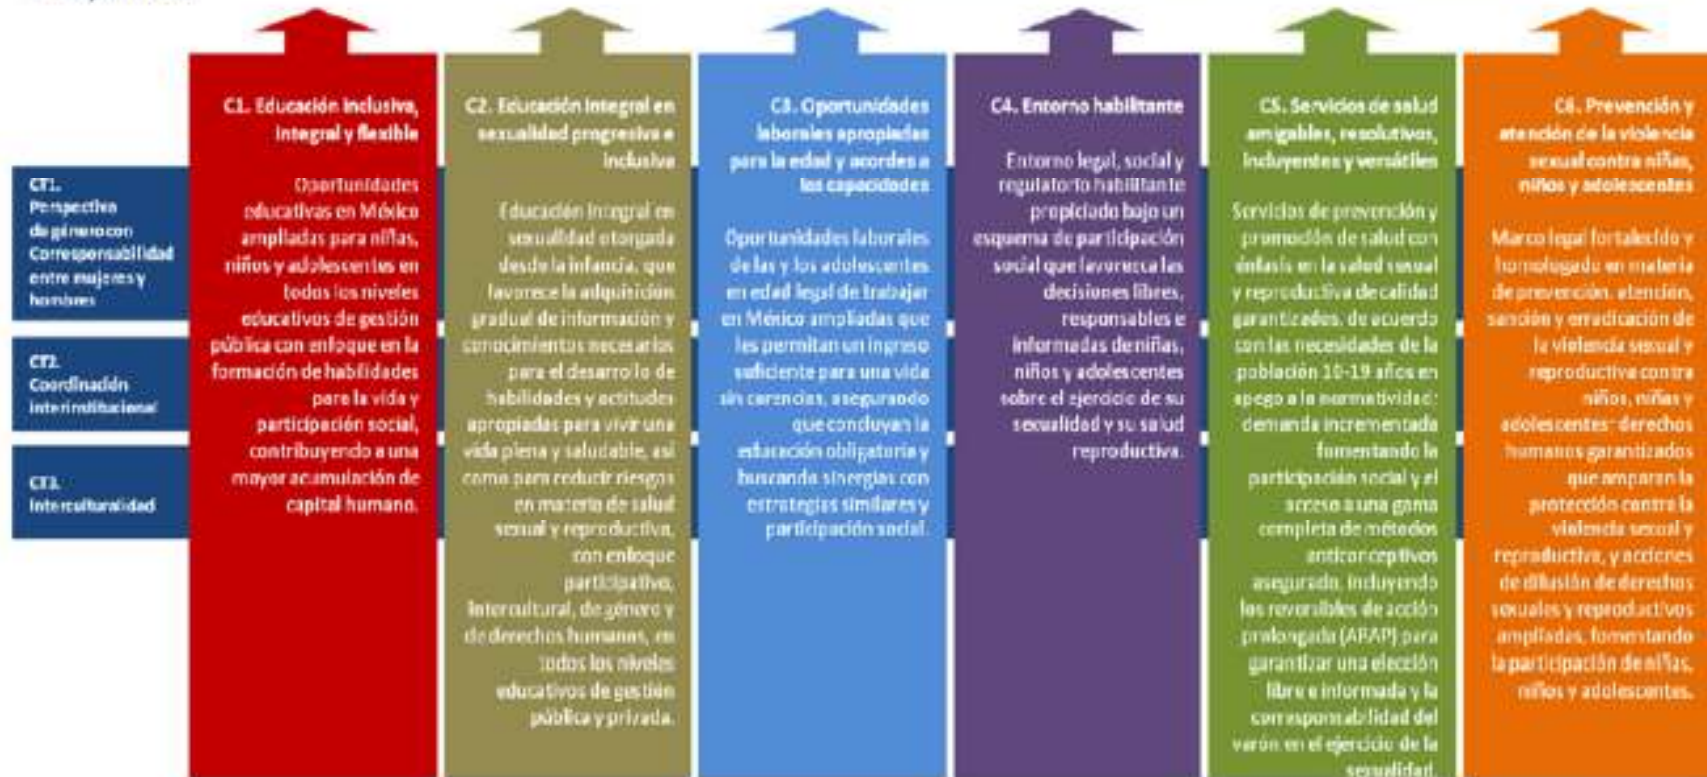 CT1.
Perspectiva
de género con
Corresponsabilidad
entre mujeres y
hombres
CT2.
Coordinación
interinstitucional
CT3.
Interculturalidad
C1. Educación inclusiva,
integral y flexible
Oportunidades
educativas en México
ampliadas para niñas,
niños y adolescentes en
todos los niveles
educativos de gestión
pública con enfoque en la
formación de habilidades
para la vida y
participación social,
contribuyendo a una
mayor acumulación de
capital humano.
C2. Educación integral en
sexualidad progresiva e
inclusiva
Educación integral en
sexualidad otorgada
desde la infancia, que
favorece la adquisición
gradual de información y
conocimientos necesarios
para el desarrollo de
habilidades y actitudes
apropiadas para vivir una
vida plena y saludable, así
como para reducir riesgos
en materia de salud
sexual y reproductiva,
con enfoque
participativo,
intercultural, de género y
de derechos humanos, en
todos los niveles
educativos de gestión
pública y privada.
C3. Oportunidades
laborales apropiadas
para la edad y acordes a
las capacidades
Oportunidades laborales
de las y los adolescentes
en edad legal de trabajar
en México ampliadas que
les permitan un ingreso
suficiente para una vida
sin carencias, asegurando
que concluyan la
educación obligatoria y
buscando sinergias con
estrategias similares y
participación social.
C4. Entorno habilitante
Entorno legal, social y
regulatorio habilitante
propiciado bajo un
esquema de participación
social que favorezca las
decisiones libres,
responsables e
informadas de niñas,
niños y adolescentes
sobre el ejercicio de su
sexualidad y su salud
reproductiva.
C5. Servicios de salud
amigables, resolutivos,
incluyentes y versátiles
Servicios de prevención y
promoción de salud con
énfasis en la salud sexual
y reproductiva de calidad
garantizados, de acuerdo
con las necesidades de la
población 10-19 años en
apego a la normatividad;
demanda incrementada
fomentando la
participación social y el
acceso a una gama
completa de métodos
anticonceptivos
asegurado, incluyendo
los reversibles de acción
prolongada (ARAP) para
garantizar una elección
libre e informada y la
corresponsabilidad del
varón en el ejercicio de la
sexualidad.
C6. Prevención y
atención de la violencia
sexual contra niñas,
niños y adolescentes
Marco legal fortalecido y
homologado en materia
de prevención, atención,
sanción y erradicación de
la violencia sexual y
reproductiva contra
niños, niñas y
adolescentes; derechos
humanos garantizados
que amparan la
protección contra la
violencia sexual y
reproductiva, y acciones
de difusión de derechos
sexuales y reproductivos
ampliadas, fomentando
la participación de niñas,
niños y adolescentes.